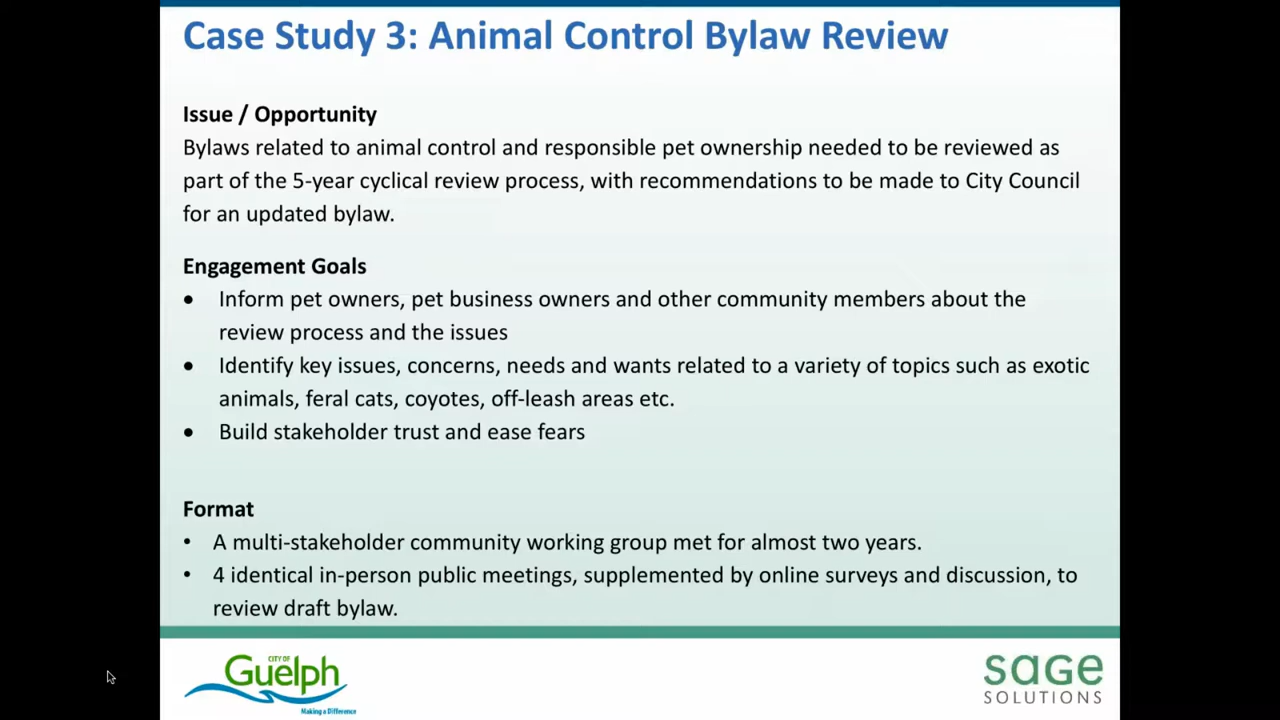 Case Study 3: Animal Control Bylaw Review
Issue / Opportunity
Bylaws related to animal control and responsible pet ownership needed to be reviewed as
part of the 5-year cyclical review process, with recommendations to be made to City Council
for an updated bylaw.
Engagement Goals
• Inform pet owners, pet business owners and other community members about the
review process and the issues
• Identify key issues, concerns, needs and wants related to a variety of topics such as exotic
animals, feral cats, coyotes, off-leash areas etc.
• Build stakeholder trust and ease fears
Format
• A multi-stakeholder community working group met for almost two years.
• 4 identical in-person public meetings, supplemented by online surveys and discussion, to
review draft bylaw.
CITY OF
Guelph
Making a Difference
sage
SOLUTIONS